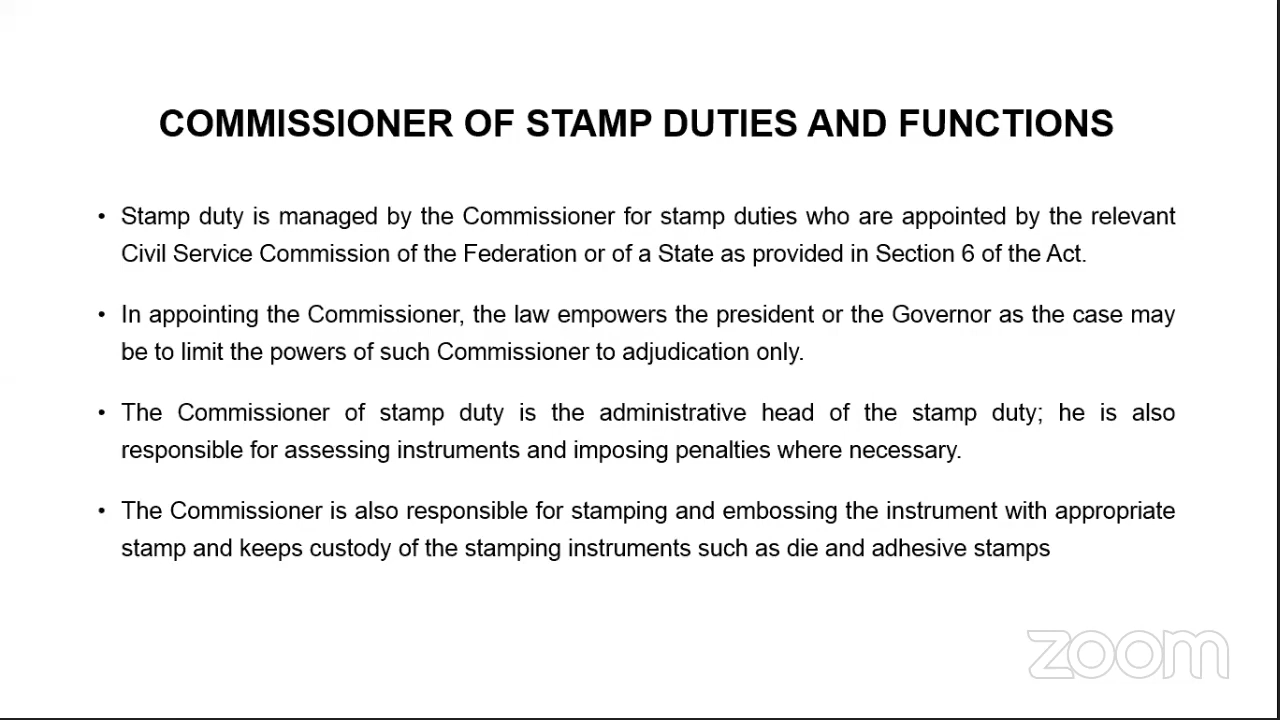 COMMISSIONER OF STAMP DUTIES AND FUNCTIONS
• Stamp duty is managed by the Commissioner for stamp duties who are appointed by the relevant
Civil Service Commission of the Federation or of a State as provided in Section 6 of the Act.
• In appointing the Commissioner, the law empowers the president or the Governor as the case may
be to limit the powers of such Commissioner to adjudication only.
• The Commissioner of stamp duty is the administrative head of the stamp duty; he is also
responsible for assessing instruments and imposing penalties where necessary.
• The Commissioner is also responsible for stamping and embossing the instrument with appropriate
stamp and keeps custody of the stamping instruments such as die and adhesive stamps
zoom